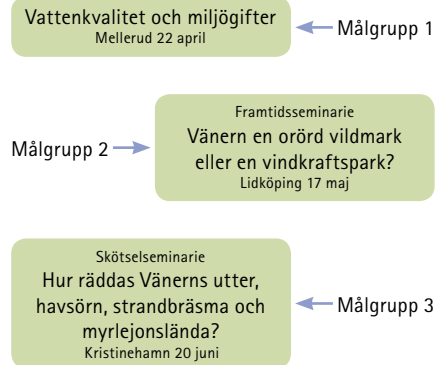 Vattenkvalitet och miljögifter
Mellerud 22 april
Målgrupp 1
Framtidsseminarie
Vänern en orörd vildmark
eller en vindkraftspark?
Lidköping 17 maj
Målgrupp 2
Skötselseminarie
Hur räddas Vänerns utter,
havsörn, strandbräsma och
myrlejonslända?
Kristinehamn 20 juni
Målgrupp 3